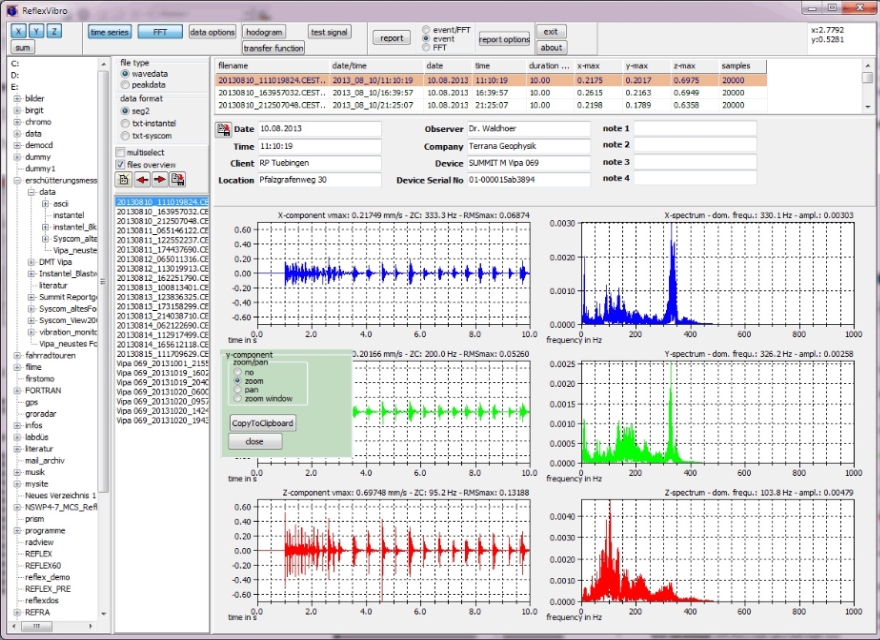 ReflexVibro
X Y Z
sum
time series FFT data options
hodogram test signal
transfer function
report
event/FFT
event
FFT
report options
exit
about
x:2.7792
y:0.5281
C:
D:
E:
bilder
birgit
chromo
data
democd
dummy
dummy1
erschütterungsmess
data
ascii
instantel
instantel_8k
Syscom_alte
Vipa_neuste
DMT Vipa
Instantel_Blastw
literatur
Summit Reportge
Syscom_altesFo
Syscom_View200
vibration_monito
Vipa_neustes Fo
fahrradtouren
filme
firstomo
FORTRAN
gps
groradar
infos
labdüs
literatur
mail_archiv
musik
mysite
Neues Verzeichnis 1
NSWP4-7_MCS_Refl
prism
programme
radview
REFLEX
REFLEX60
reflex_demo
REFLEX_PRE
reflexdos
REFRA
file type
wavedata
peakdata
data format
seg2
txt-instantel
txt-syscom
multiselect
files overview
20130810_111019824.CE
20130810_163957032.CE
20130810_212507048.CE
20130811_065146122.CE
20130811_122552237.CE
20130811_174437690.CE
20130812_065011316.CE
20130812_113019913.CE
20130812_162251790.CE
20130813_100813401.CE
20130813_123836325.CE
20130813_173158299.CE
20130813_214038710.CE
20130814_062122690.CE
20130814_112917499.CE
20130814_165612118.CE
20130815_111709629.CE
Vipa 069_20131001_2155
Vipa 069_20131019_1602
Vipa 069_20131019_2040
Vipa 069_20131020_0600
Vipa 069_20131020_0957
Vipa 069_20131020_1424
Vipa 069_20131020_1943
filename date/time date time duration ... x-max y-max z-max samples
20130810_111019824.CEST.. 2013_08_10/11:10:19 10.08.2013 11:10:19 10.00 0.2175 0.2017 0.6975 20000
20130810_163957032.CEST.. 2013_08_10/16:39:57 10.08.2013 16:39:57 10.00 0.2615 0.2163 0.6949 20000
20130810_212507048.CEST.. 2013_08_10/21:25:07 10.08.2013 21:25:07 10.00 0.2198 0.1789 0.6358 20000
Date 10.08.2013 Observer Dr. Waldhoer note 1
Time 11:10:19 Company Terrana Geophysik note 2
Client RP Tuebingen Device SUMMIT M Vipa 069 note 3
Location Pfalzgrafenweg 30 Device Serial No 01-000015ab3894 note 4
X-component vmax: 0.21749 mm/s - ZC: 333.3 Hz - RMSmax: 0.06874
0.60
0.40
0.20
0.00
-0.20
-0.40
-0.60
0.0 2.0 4.0 6.0 8.0 10.0
time in s
X-spectrum - dom. frequ.: 330.1 Hz - ampl.: 0.00303
0.0030
0.0020
0.0010
0.0000
0 200 400 600 800 1000
frequency in Hz
y-component
zoom/pan
no
zoom
pan
zoom window
CopyToClipboard
close
0.20166 mm/s - ZC: 200.0 Hz - RMSmax: 0.05260
0.0 2.0 4.0 6.0 8.0 10.0
time in s
Y-spectrum - dom. frequ.: 326.2 Hz - ampl.: 0.00258
0.0025
0.0020
0.0015
0.0010
0.0005
0.0000
0 200 400 600 800 1000
frequency in Hz
Z-component vmax: 0.69748 mm/s - ZC: 95.2 Hz - RMSmax: 0.13188
0.60
0.40
0.20
0.00
-0.20
-0.40
-0.60
0.0 2.0 4.0 6.0 8.0 10.0
time in s
Z-spectrum - dom. frequ.: 103.8 Hz - ampl.: 0.00479
0.0040
0.0030
0.0020
0.0010
0.0000
0 200 400 600 800 1000
frequency in Hz